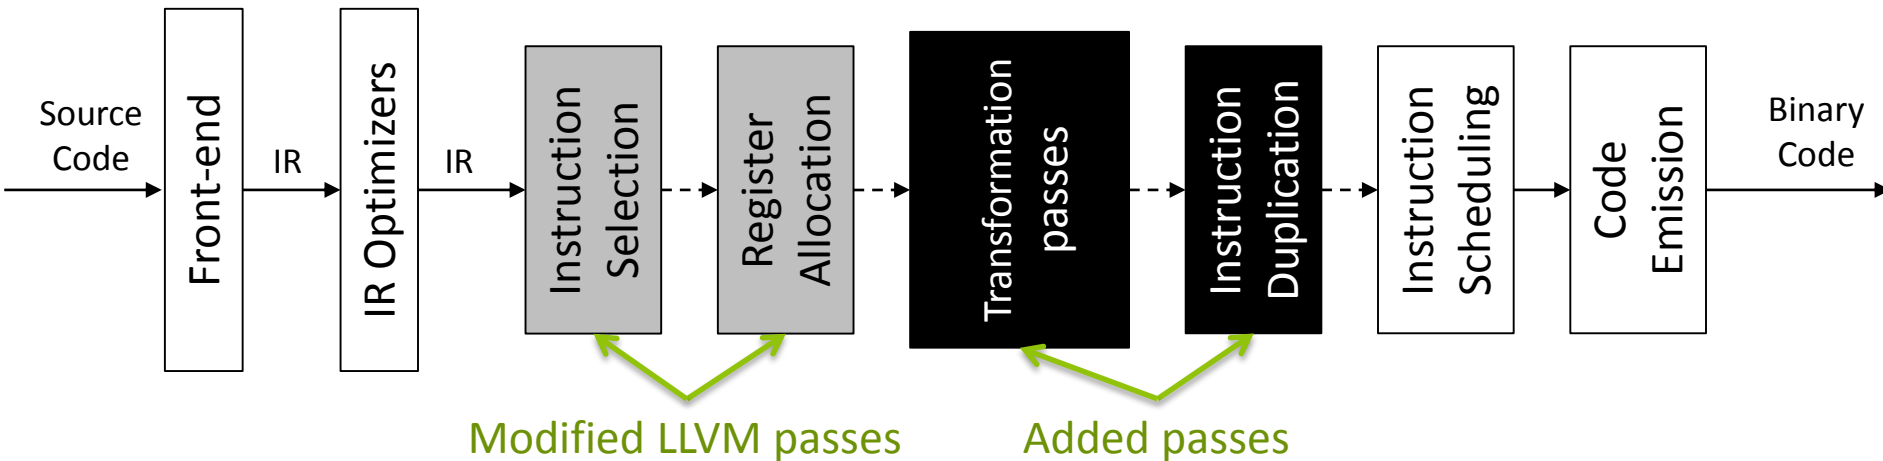 Source
Code
Front-end
IR
IR Optimizers
IR
Instruction
Selection
Register
Allocation
Transformation
passes
Instruction
Duplication
Instruction
Scheduling
Code
Emission
Binary
Code
Modified LLVM passes
Added passes